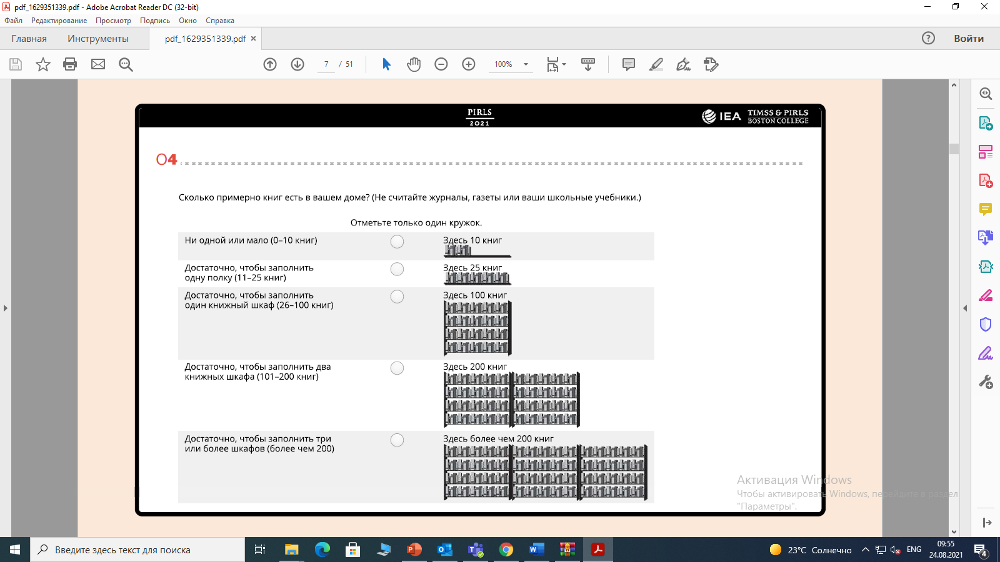 pdf_1629351339.pdf - Adobe Acrobat Reader DC (32-bit)
Файл Редактирование Просмотр Подпись Окно Справка
Главная Инструменты pdf_1629351339.pdf × Войти
7 / 51 100%
PIRLS
2021
IEA TIMSS & PIRLS
BOSTON COLLEGE
О4
Сколько примерно книг есть в вашем доме? (Не считайте журналы, газеты или ваши школьные учебники.)
Отметьте только один кружок.
Ни одной или мало (0–10 книг)
Здесь 10 книг
Достаточно, чтобы заполнить
одну полку (11–25 книг)
Здесь 25 книг
Достаточно, чтобы заполнить
один книжный шкаф (26–100 книг)
Здесь 100 книг
Достаточно, чтобы заполнить два
книжных шкафа (101–200 книг)
Здесь 200 книг
Достаточно, чтобы заполнить три
или более шкафов (более чем 200)
Здесь более чем 200 книг
Активация Windows
Чтобы активировать Windows, перейдите в раздел
"Параметры".
Введите здесь текст для поиска
23°C Солнечно
ENG
09:55
24.08.2021
4